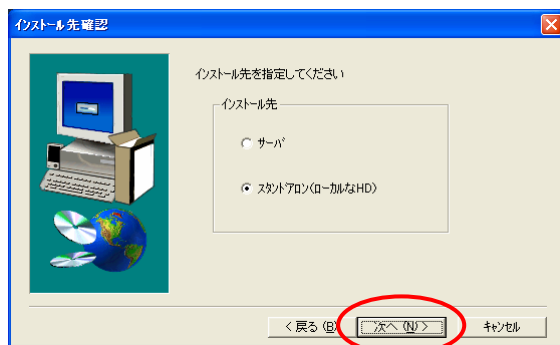 インストール先確認
インストール先を指定してください
インストール先
サーバ
スタンドアロン(ローカルなHD)
< 戻る (B)
次へ (N) >
キャンセル